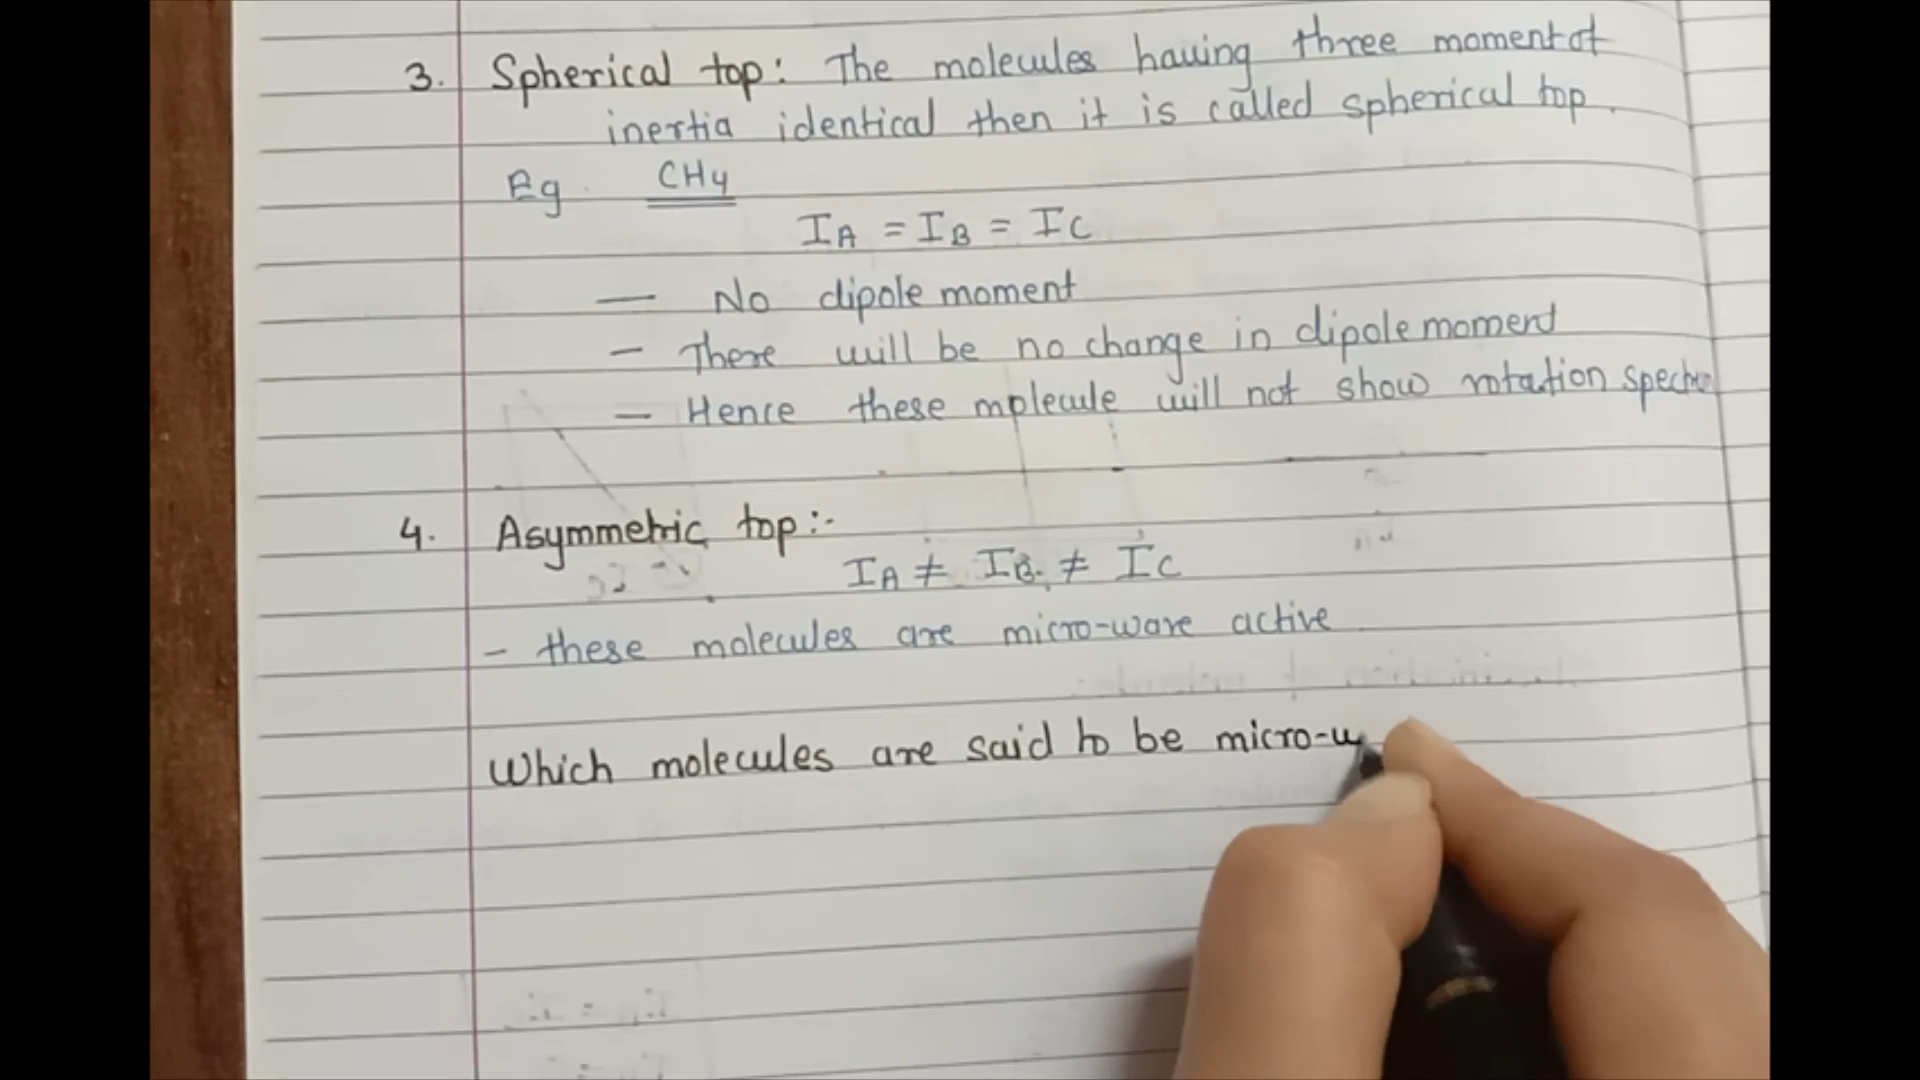 3. Spherical top: The molecules having three moment of
inertia identical then it is called spherical top.
Eg. CH4
IA = IB = IC
— No dipole moment
- There will be no change in dipole moment
- Hence these molecule will not show rotation
4. Asymmetric top:-
IA ≠ IB ≠ IC
- these molecules are micro-wave active
Which molecules are said to be micro-w